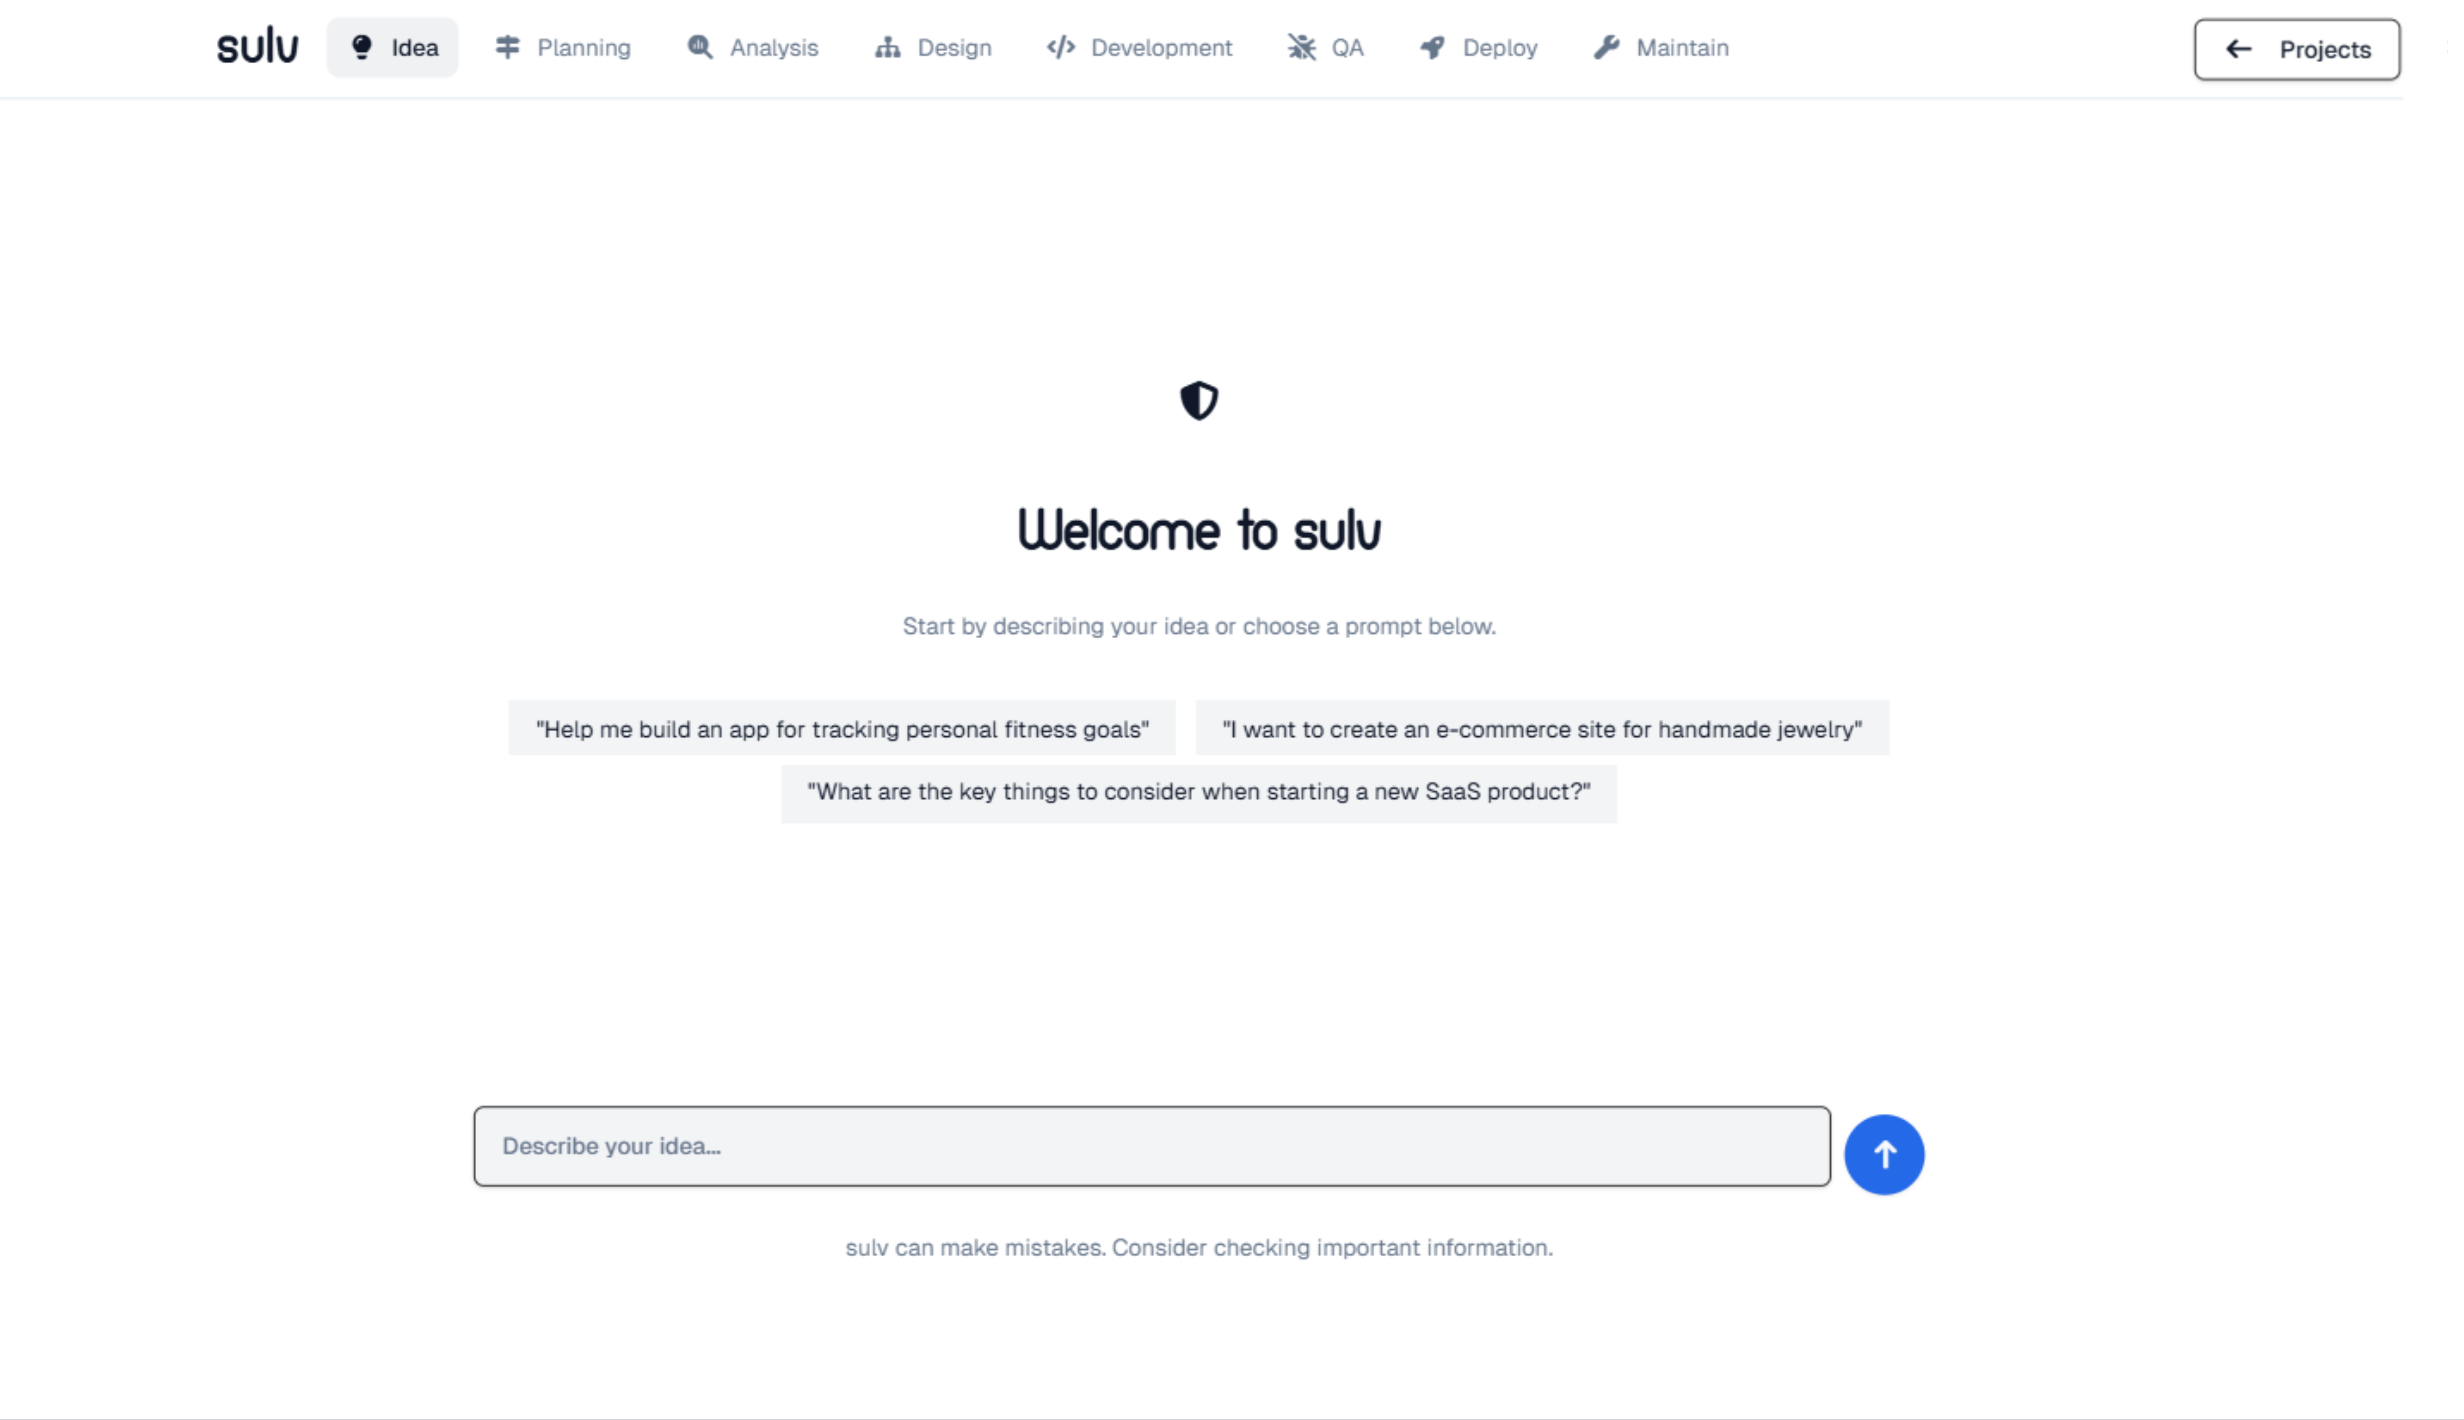 sulv Idea Planning Analysis Design Development QA Deploy Maintain Projects
Welcome to sulv
Start by describing your idea or choose a prompt below.
"Help me build an app for tracking personal fitness goals" "I want to create an e-commerce site for handmade jewelry"
"What are the key things to consider when starting a new SaaS product?"
Describe your idea...
sulv can make mistakes. Consider checking important information.